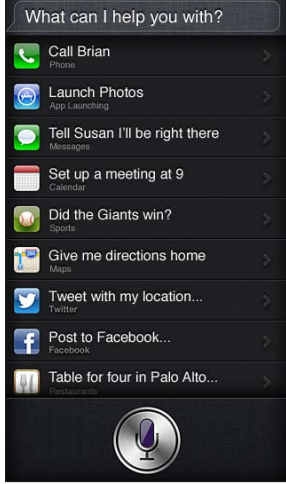 What can I help you with?
Call Brian
Phone
Launch Photos
App Launching
Tell Susan I'll be right there
Messages
Set up a meeting at 9
Calendar
Did the Giants win?
Sports
Give me directions home
Maps
Tweet with my location...
Twitter
Post to Facebook...
Facebook
Table for four in Palo Alto...
Restaurants